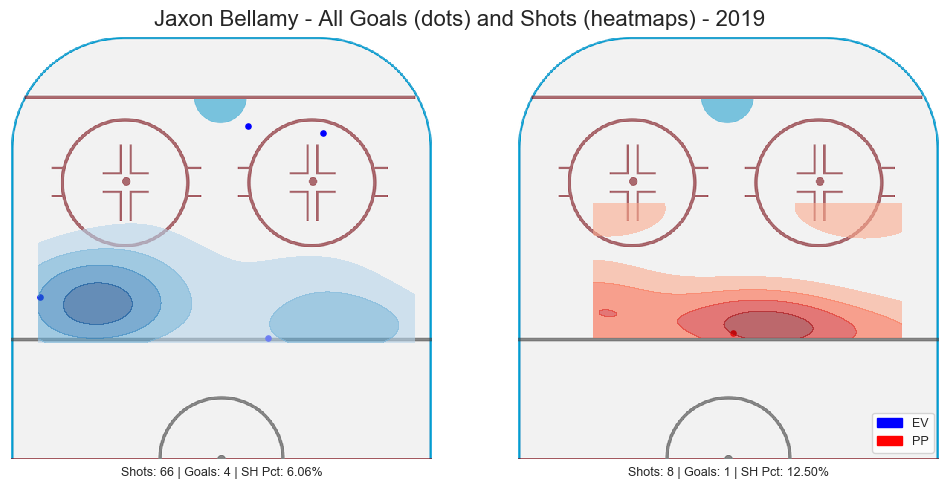 Jaxon Bellamy - All Goals (dots) and Shots (heatmaps) - 2019
EV
PP
Shots: 66 | Goals: 4 | SH Pct: 6.06%
Shots: 8 | Goals: 1 | SH Pct: 12.50%